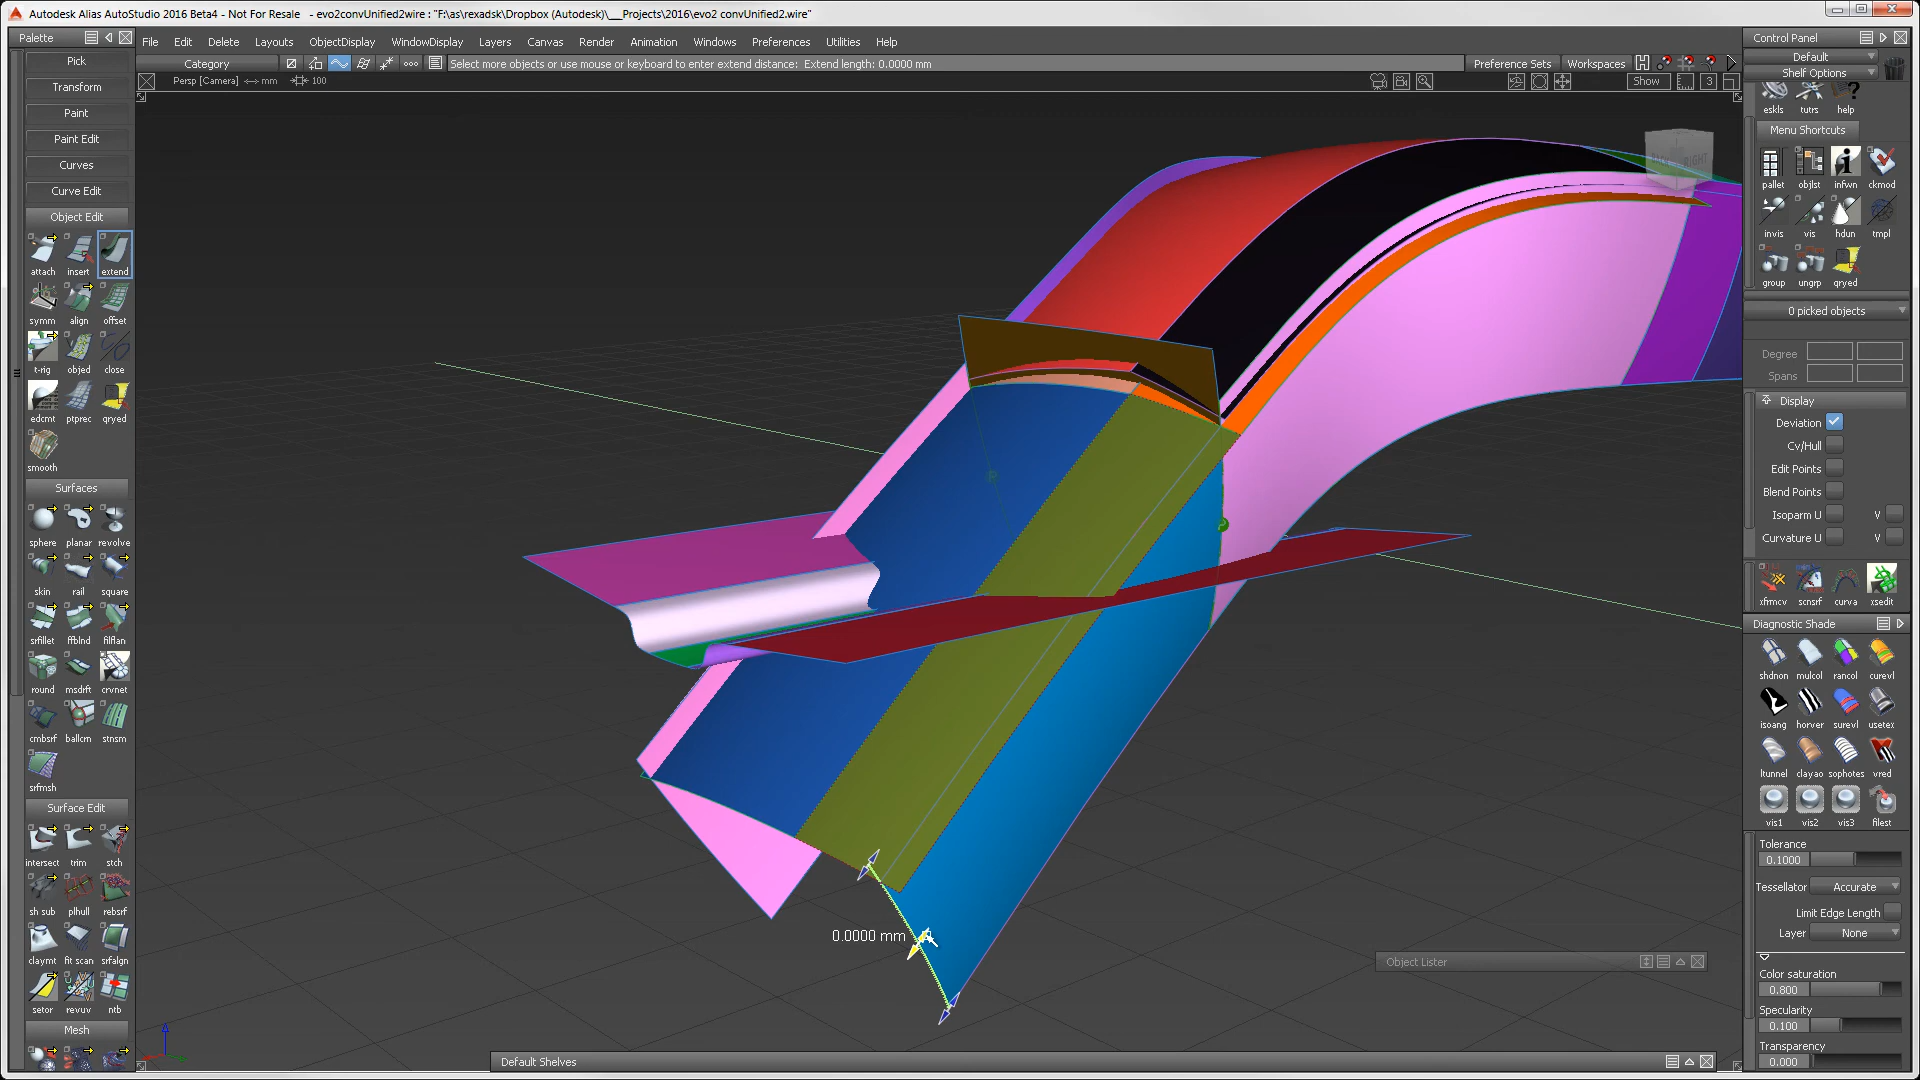 Autodesk Alias AutoStudio 2016 Beta4 - Not For Resale - evo2convUnified2wire : "F:\as\rexadsk\Dropbox (Autodesk)\__Projects\2016\evo2 convUnified2.wire"
Palette
File Edit Delete Layouts ObjectDisplay WindowDisplay Layers Canvas Render Animation Windows Preferences Utilities Help
Category
Select more objects or use mouse or keyboard to enter extend distance: Extend length: 0.0000 mm
Preference Sets Workspaces
Persp [Camera] <-> mm 100
Show 3
Pick
Transform
Paint
Paint Edit
Curves
Curve Edit
Object Edit
attach insert extend
symm align offset
t-rig objed close
edcmt ptprec qryed
smooth
Surfaces
sphere planar revolve
skin rail square
srfillet ffblnd filflan
round msdrft crvnet
cmbsrf ballcrn stnsm
srfmsh
Surface Edit
intersect trim stch
sh sub plhull rebsrf
claymt fit scan srfalgn
setor revuv ntb
Mesh
RIGHT
0.0000 mm
Object Lister
Default Shelves
Control Panel
Default
Shelf Options
eskls tutrs help
Menu Shortcuts
pallet objlst infwn ckmod
invis vis hdun tmpl
group ungrp qryed
0 picked objects
Degree
Spans
Display
Deviation
Cv/Hull
Edit Points
Blend Points
Isoparm U V
Curvature U V
xfrmcv scnsrf curva xsedit
Diagnostic Shade
shdnon mulcol rancol curevl
isoang horver surevl usetex
ltunnel clayao sophotes vred
vis1 vis2 vis3 filest
Tolerance
0.1000
Tessellator Accurate
Limit Edge Length
Layer None
Color saturation
0.800
Specularity
0.100
Transparency
0.000